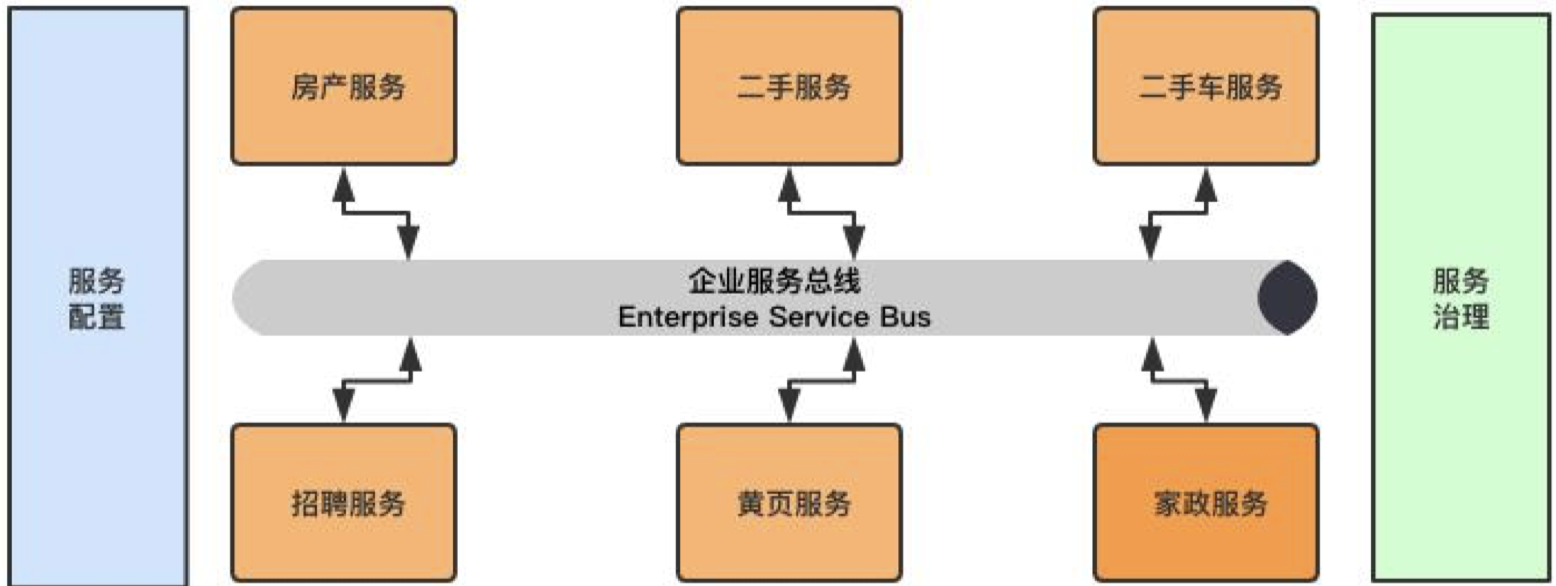 房产服务
二手服务
二手车服务
服务
配置
企业服务总线
Enterprise Service Bus
服务
治理
招聘服务
黄页服务
家政服务